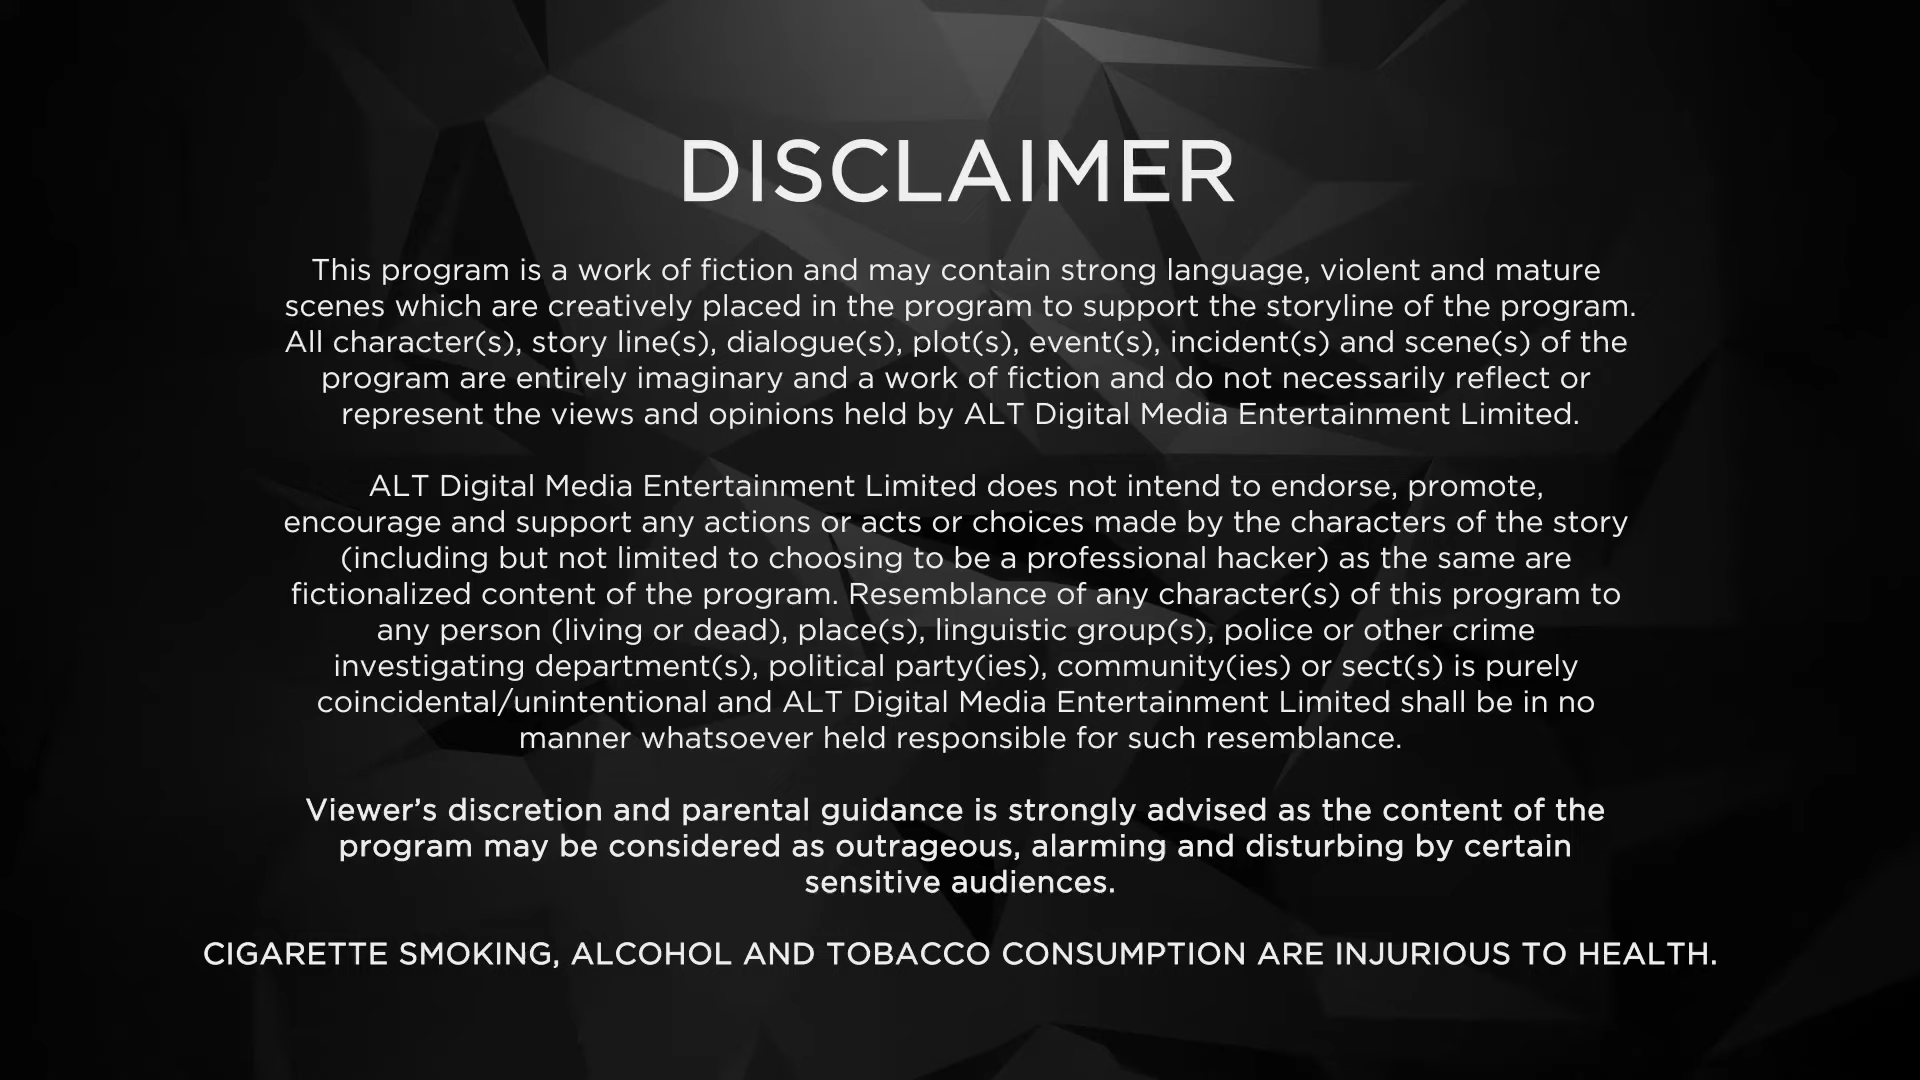 DISCLAIMER
This program is a work of fiction and may contain strong language, violent and mature
scenes which are creatively placed in the program to support the storyline of the program.
All character(s), story line(s), dialogue(s), plot(s), event(s), incident(s) and scene(s) of the
program are entirely imaginary and a work of fiction and do not necessarily reflect or
represent the views and opinions held by ALT Digital Media Entertainment Limited.
ALT Digital Media Entertainment Limited does not intend to endorse, promote,
encourage and support any actions or acts or choices made by the characters of the story
(including but not limited to choosing to be a professional hacker) as the same are
fictionalized content of the program. Resemblance of any character(s) of this program to
any person (living or dead), place(s), linguistic group(s), police or other crime
investigating department(s), political party(ies), community(ies) or sect(s) is purely
coincidental/unintentional and ALT Digital Media Entertainment Limited shall be in no
manner whatsoever held responsible for such resemblance.
Viewer’s discretion and parental guidance is strongly advised as the content of the
program may be considered as outrageous, alarming and disturbing by certain
sensitive audiences.
CIGARETTE SMOKING, ALCOHOL AND TOBACCO CONSUMPTION ARE INJURIOUS TO HEALTH.